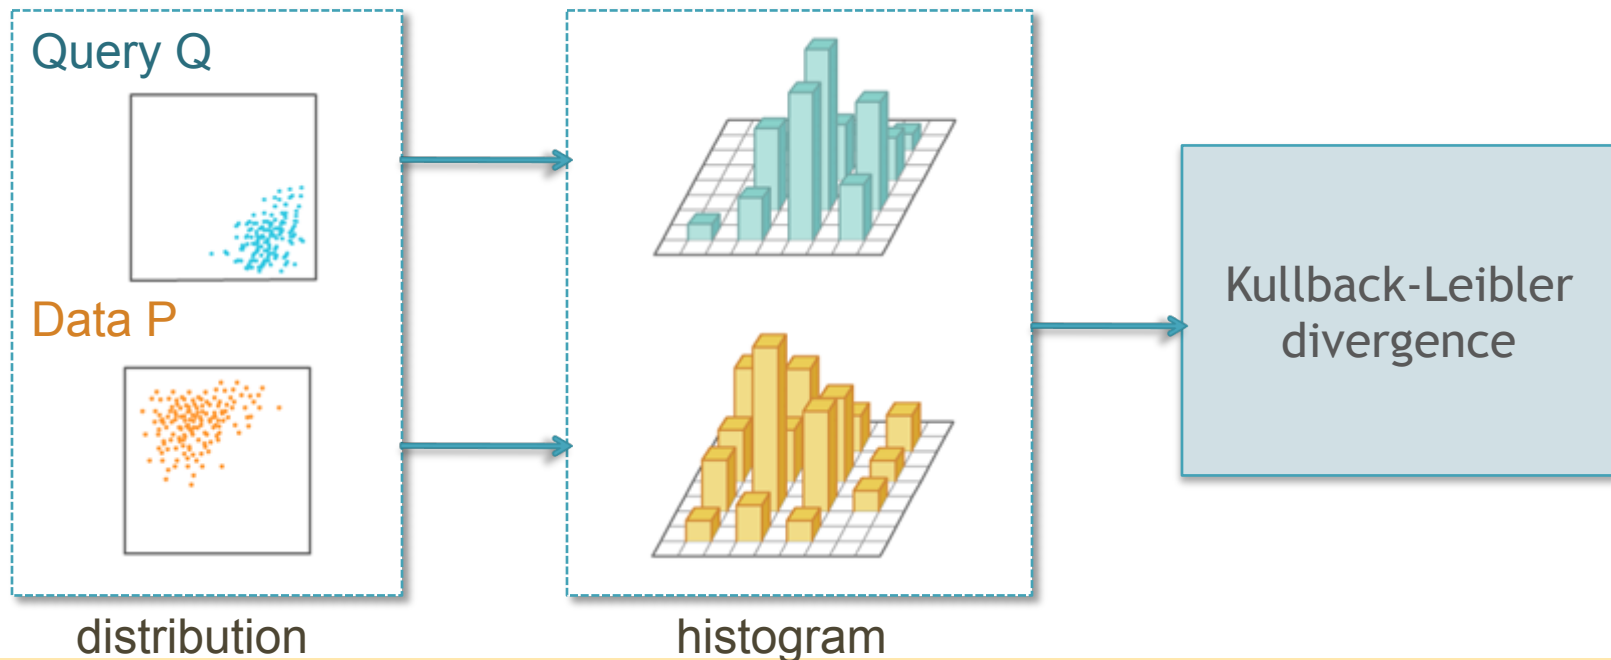 Query Q
Data P
distribution
histogram
Kullback-Leibler
divergence